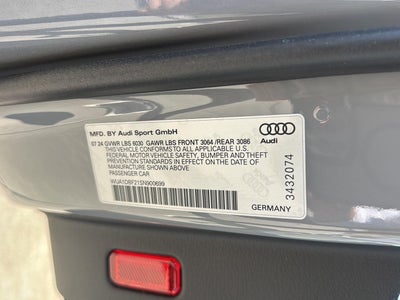 MFD. BY Audi Sport GmbH
Audi
07 24 GVWR LBS 6030 GAWR LBS FRONT 3064 /REAR 3086
THIS VEHICLE CONFORMS TO ALL APPLICABLE U.S.
FEDERAL MOTOR VEHICLE SAFETY, BUMPER AND THEFT
PREVENTION STANDARDS IN EFFECT ON THE DATE OF
MANUFACTURE SHOWN ABOVE
PASSENGER CAR
3432074
GERMANY